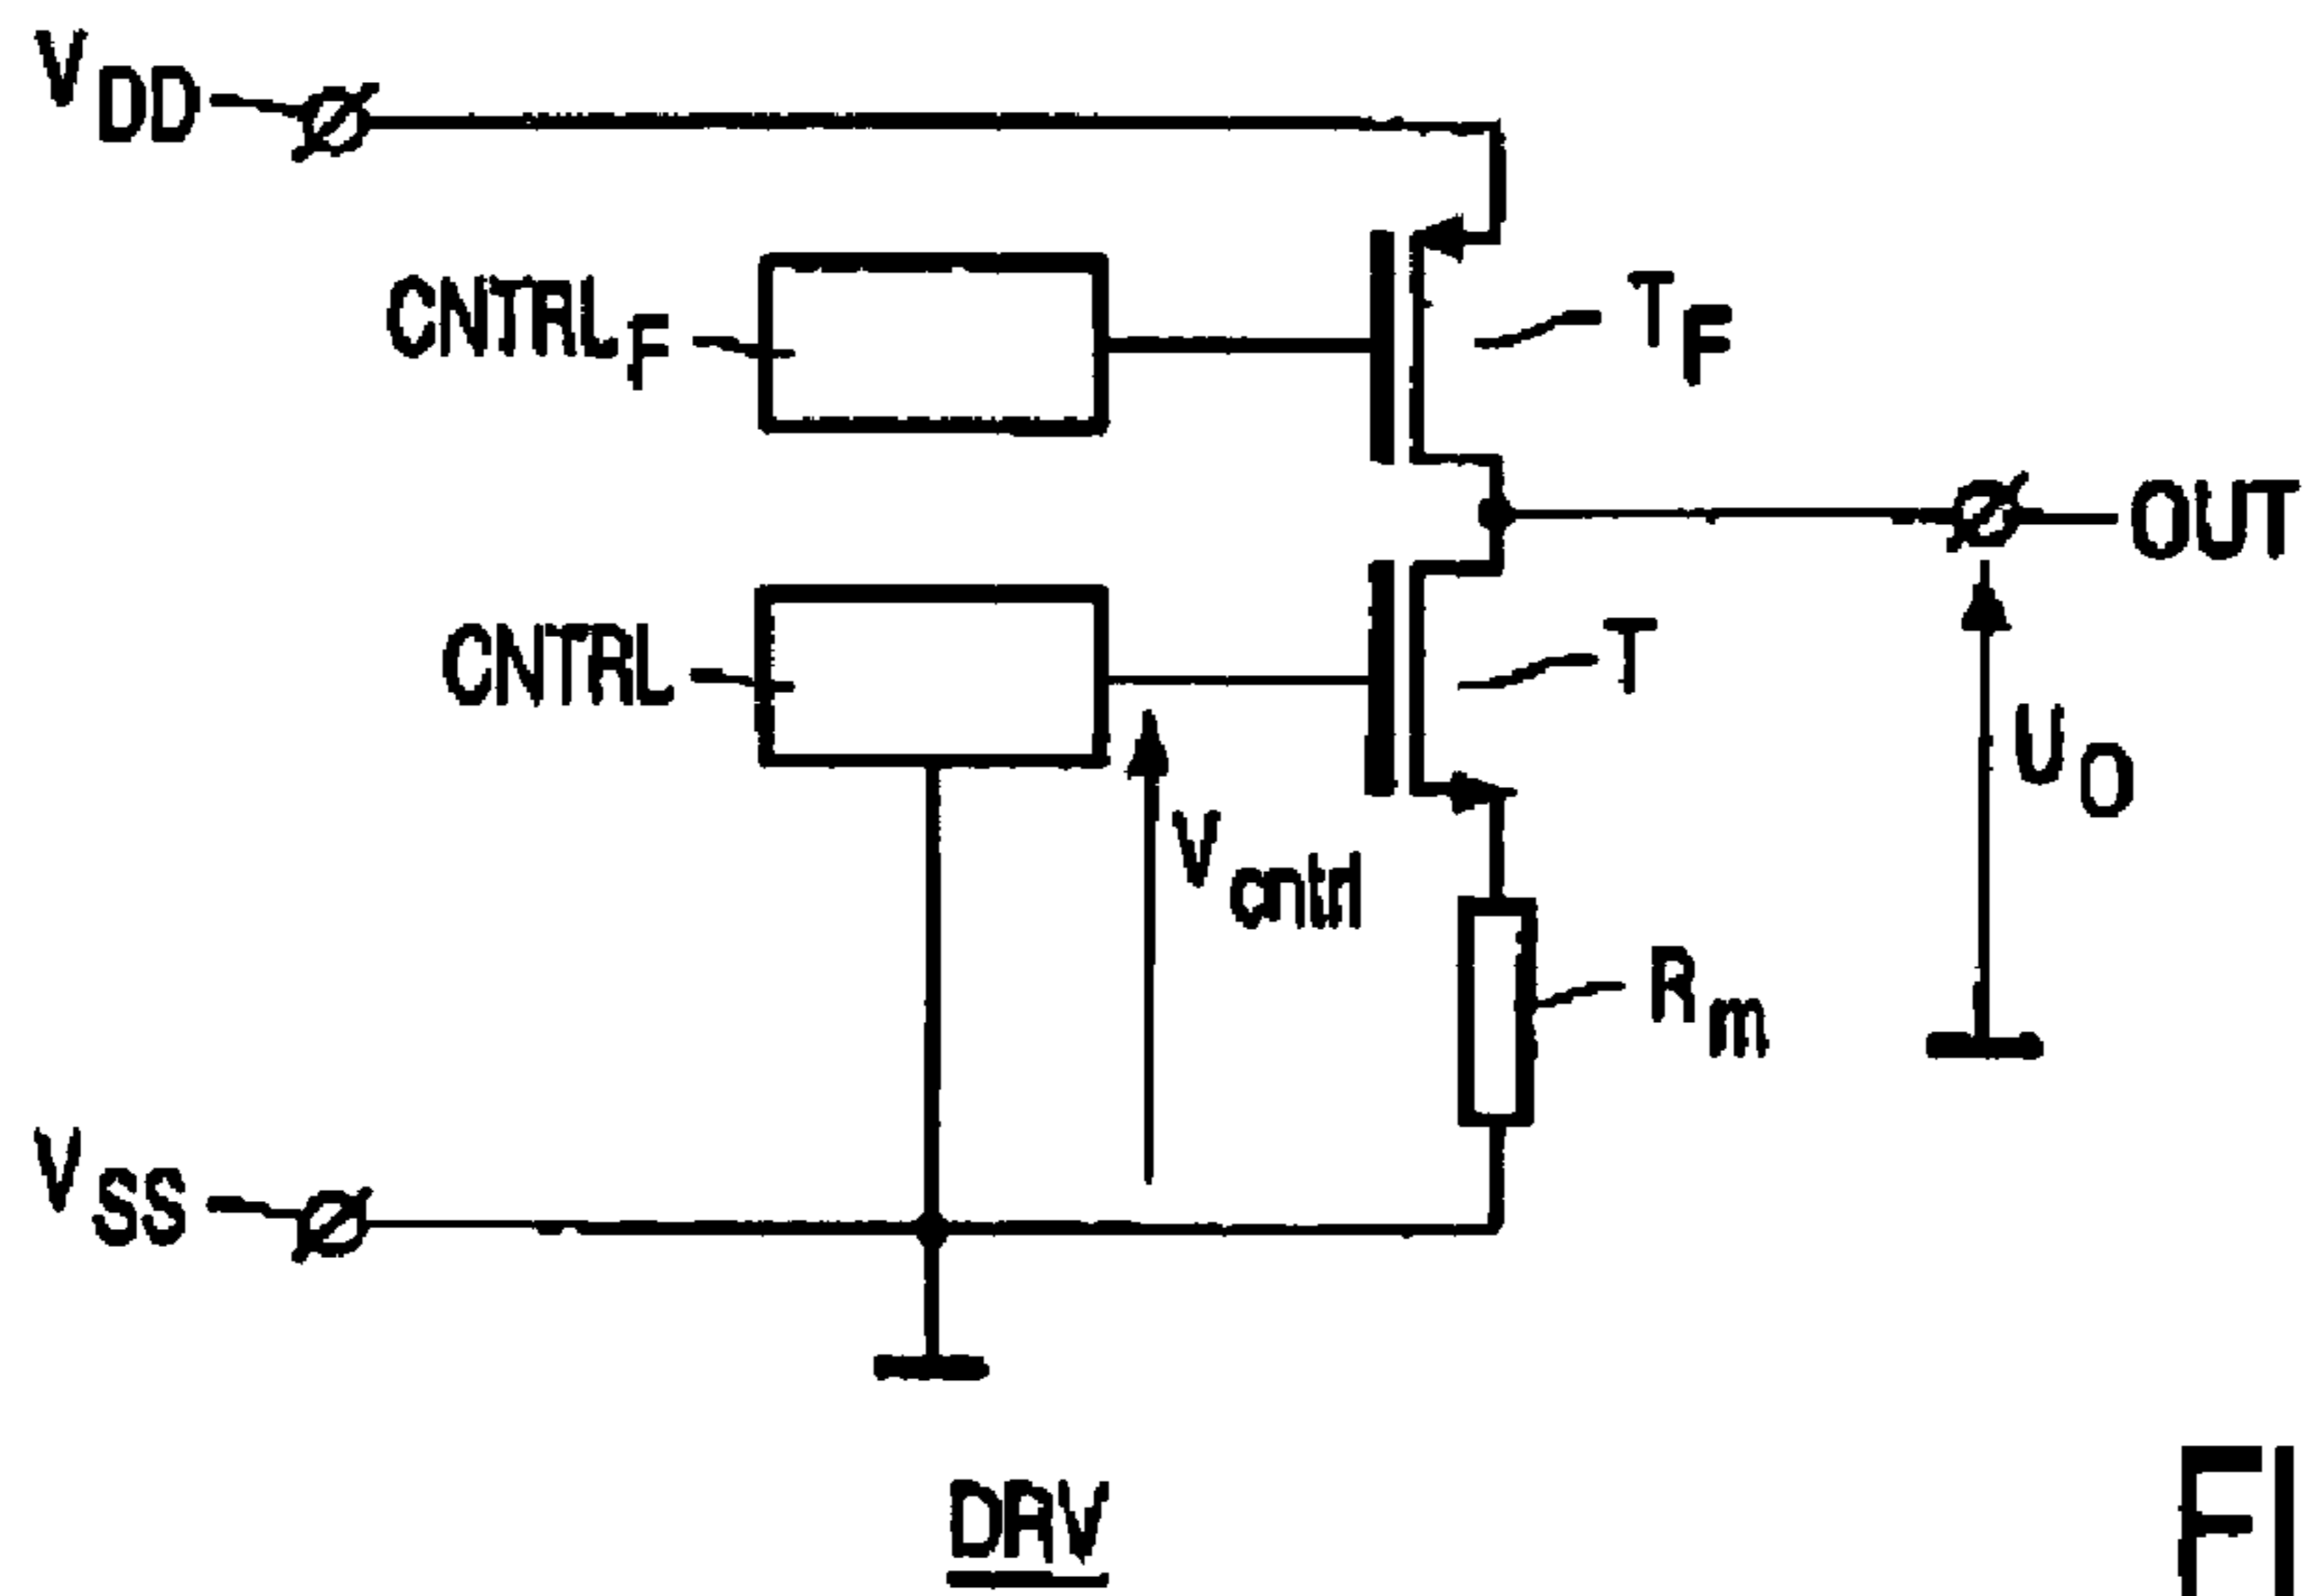 VDD
CNTRLF
TF
OUT
CNTRL
T
UO
Vcntrl
Rm
VSS
DRV
FI